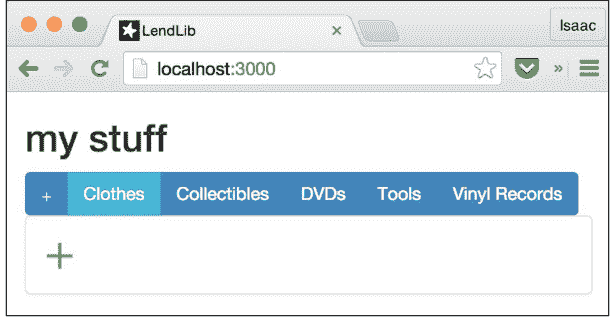 LendLib
Isaac
localhost:3000
my stuff
+ Clothes Collectibles DVDs Tools Vinyl Records
+